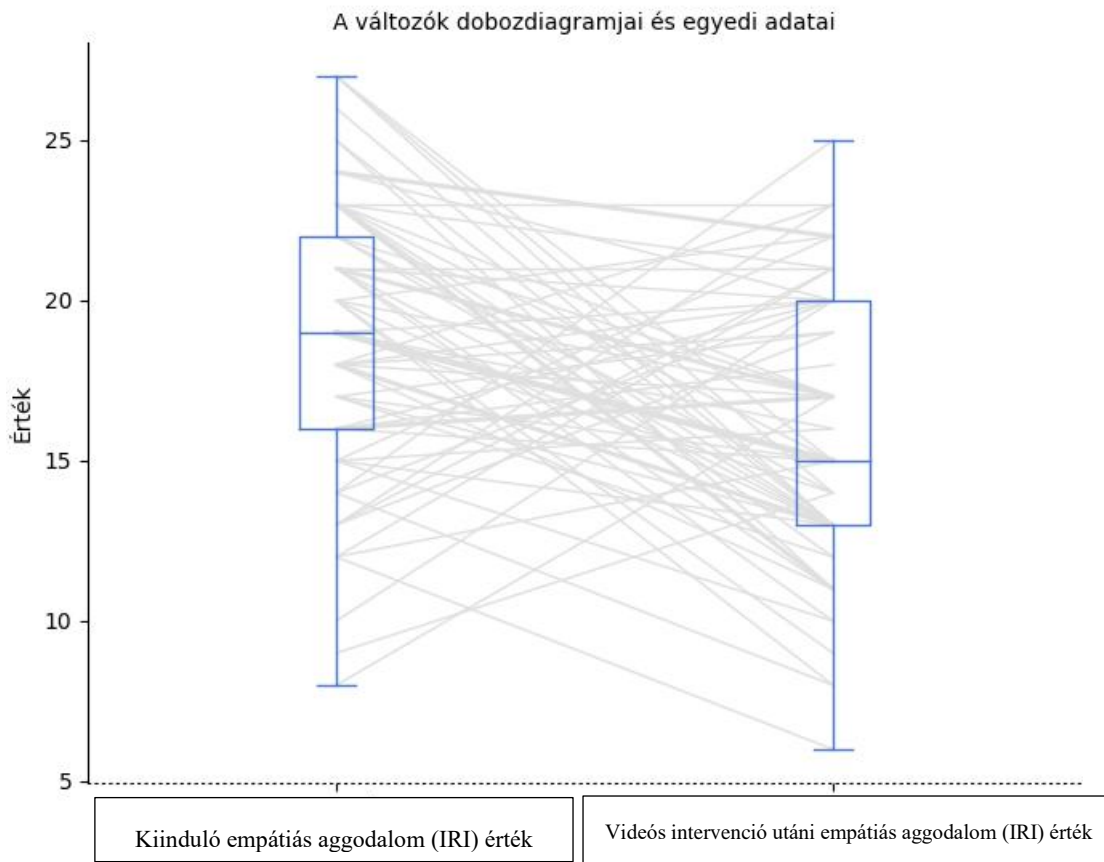 A változók dobozdiagramjai és egyedi adatai
Érték
25
20
15
10
5
Kiinduló empátiás aggodalom (IRI) érték
Videós intervenció utáni empátiás aggodalom (IRI) érték